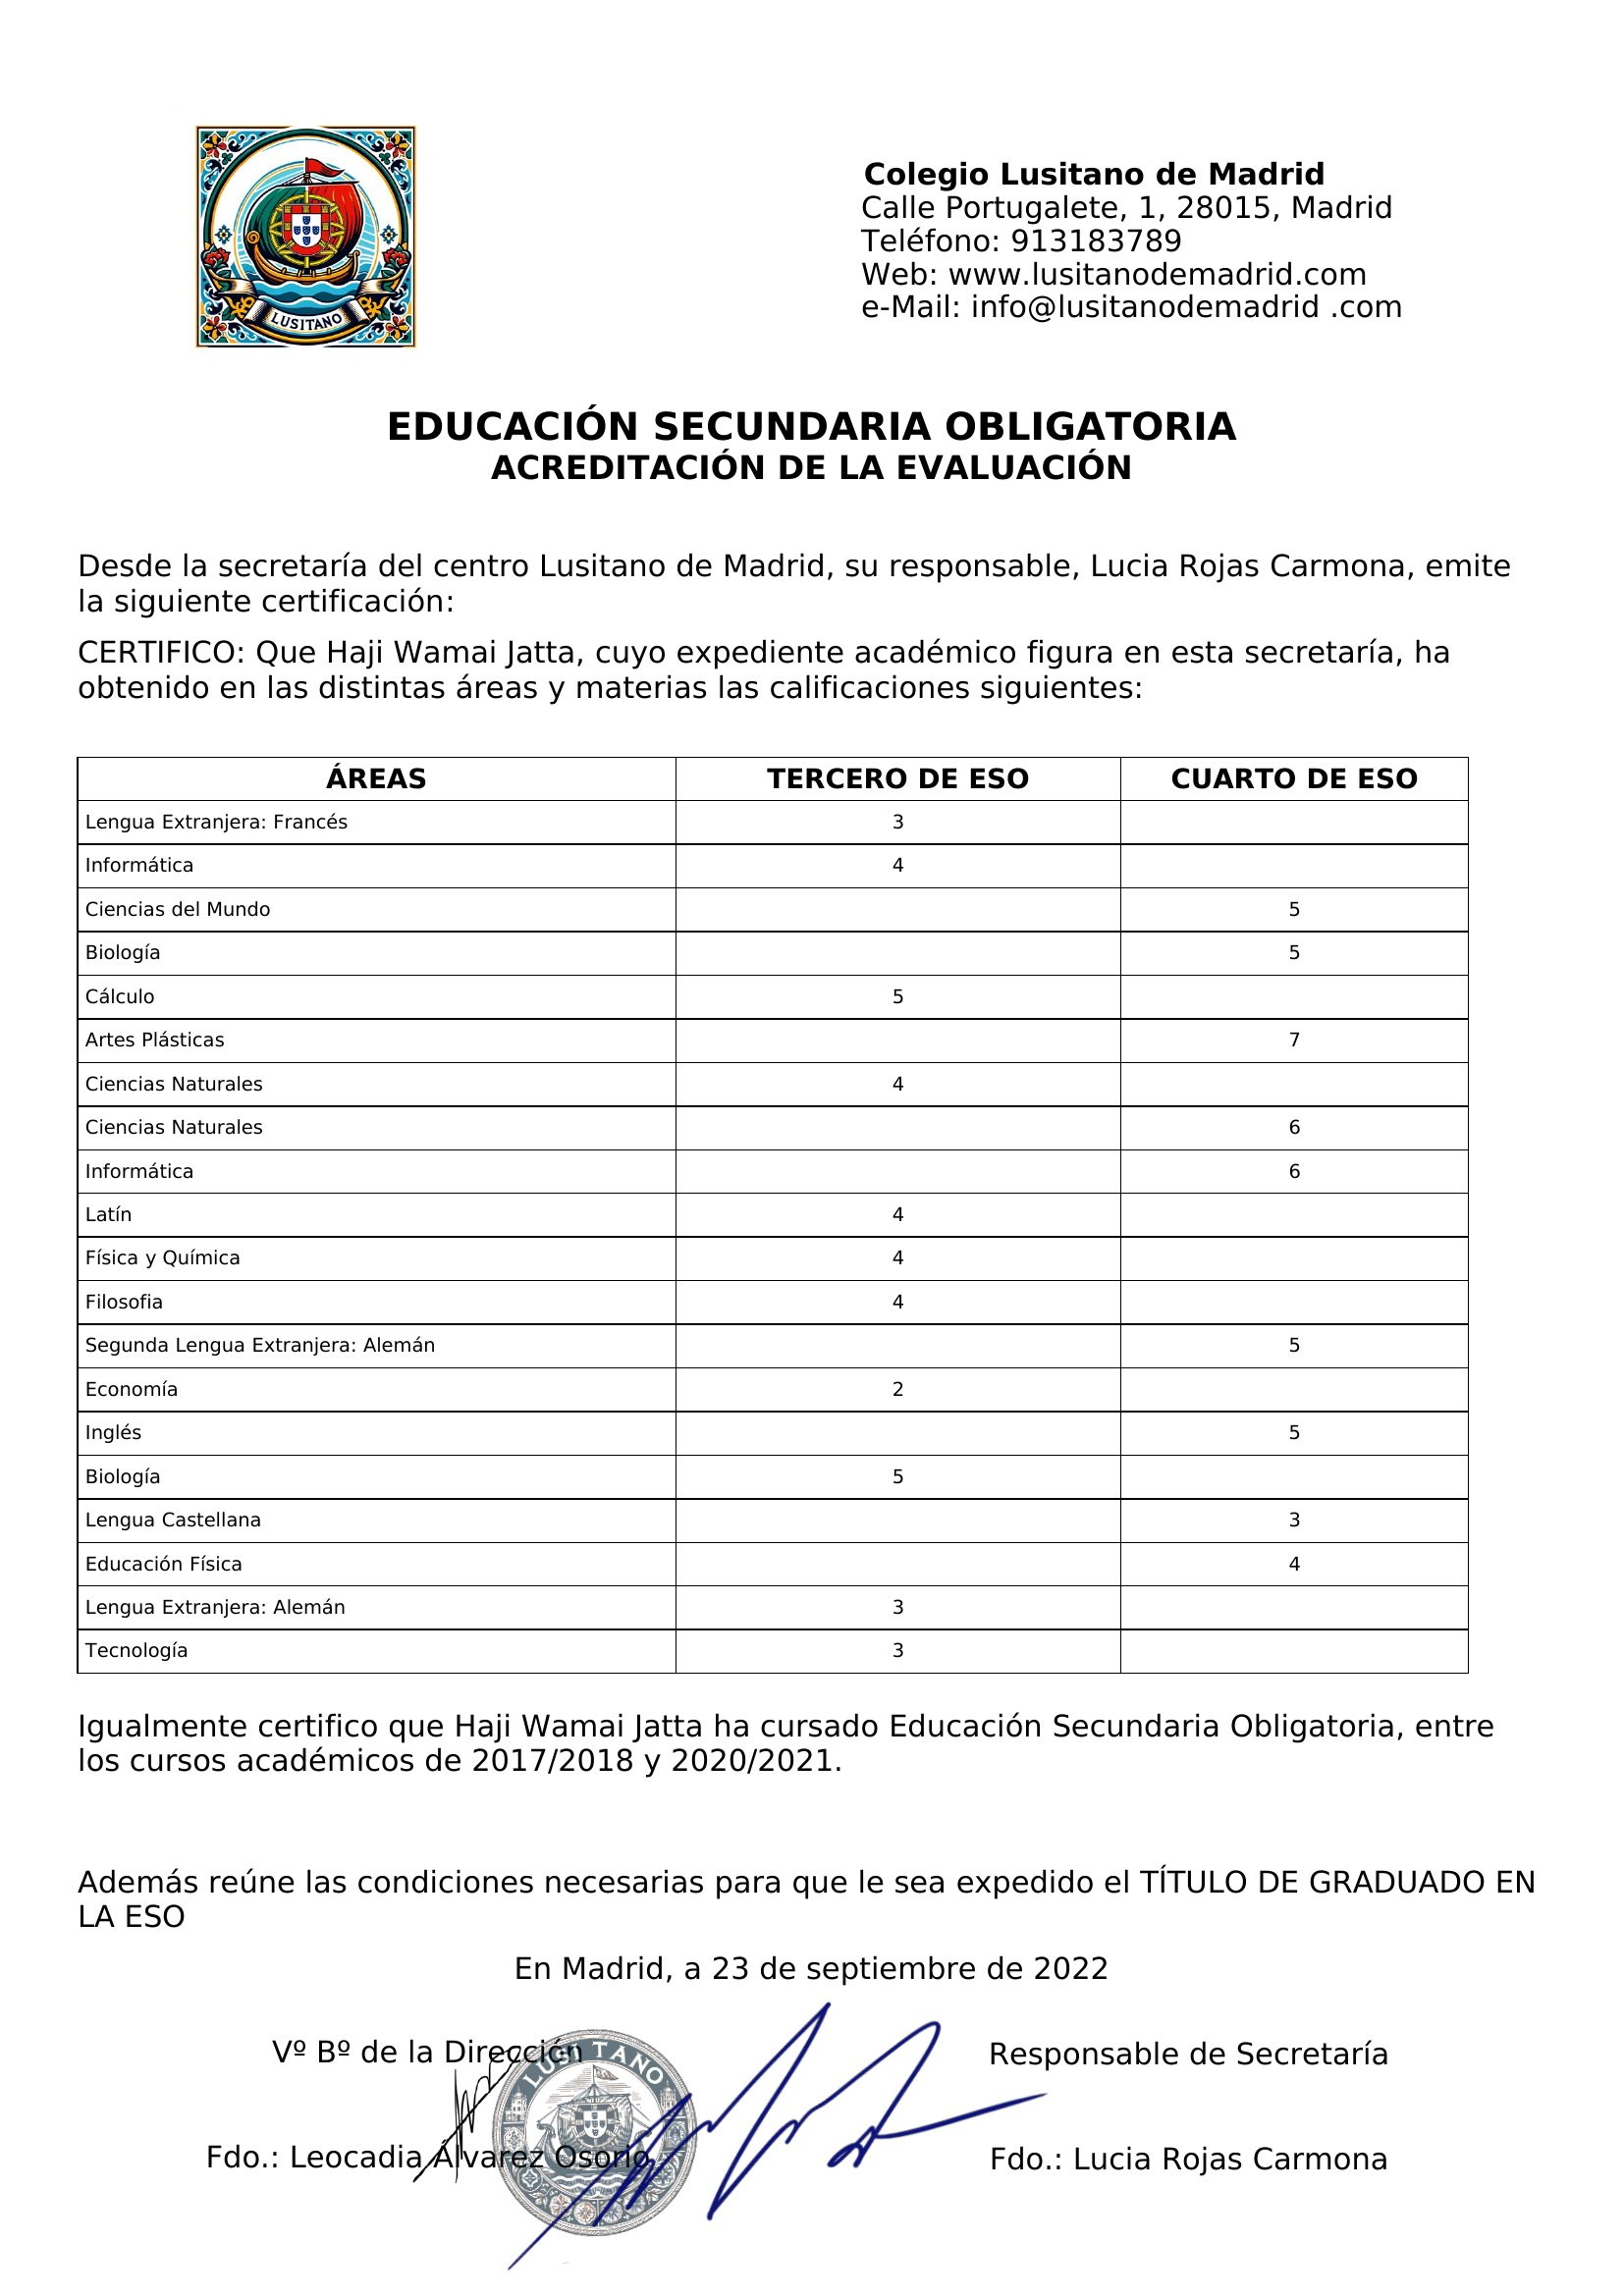 LUSITANO
Colegio Lusitano de Madrid
Calle Portugalete, 1, 28015, Madrid
Teléfono: 913183789
Web: www.lusitanodemadrid.com
e-Mail: info@lusitanodemadrid .com
EDUCACIÓN SECUNDARIA OBLIGATORIA
ACREDITACIÓN DE LA EVALUACIÓN
Desde la secretaría del centro Lusitano de Madrid, su responsable, Lucia Rojas Carmona, emite
la siguiente certificación:
CERTIFICO: Que Haji Wamai Jatta, cuyo expediente académico figura en esta secretaría, ha
obtenido en las distintas áreas y materias las calificaciones siguientes:
ÁREAS TERCERO DE ESO CUARTO DE ESO
Lengua Extranjera: Francés 3
Informática 4
Ciencias del Mundo 5
Biología 5
Cálculo 5
Artes Plásticas 7
Ciencias Naturales 4
Ciencias Naturales 6
Informática 6
Latín 4
Física y Química 4
Filosofia 4
Segunda Lengua Extranjera: Alemán 5
Economía 2
Inglés 5
Biología 5
Lengua Castellana 3
Educación Física 4
Lengua Extranjera: Alemán 3
Tecnología 3
Igualmente certifico que Haji Wamai Jatta ha cursado Educación Secundaria Obligatoria, entre
los cursos académicos de 2017/2018 y 2020/2021.
Además reúne las condiciones necesarias para que le sea expedido el TÍTULO DE GRADUADO EN
LA ESO
En Madrid, a 23 de septiembre de 2022
Vº Bº de la Dirección Responsable de Secretaría
LUSITANO
Fdo.: Leocadia Álvarez Osorio Fdo.: Lucia Rojas Carmona